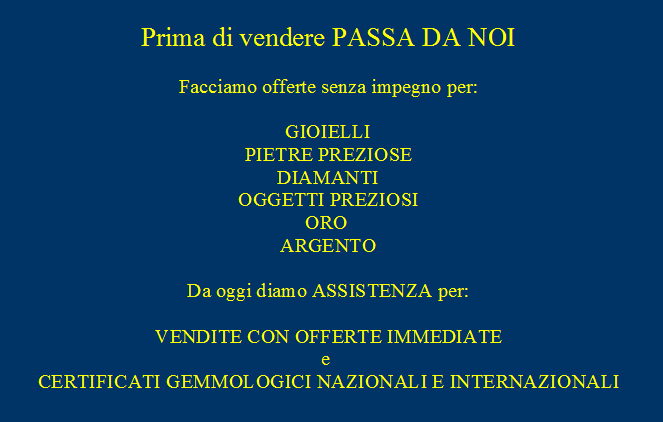 Prima di vendere PASSA DA NOI
Facciamo offerte senza impegno per:
GIOIELLI
PIETRE PREZIOSE
DIAMANTI
OGGETTI PREZIOSI
ORO
ARGENTO
Da oggi diamo ASSISTENZA per:
VENDITE CON OFFERTE IMMEDIATE
e
CERTIFICATI GEMMOLOGICI NAZIONALI E INTERNAZIONALI